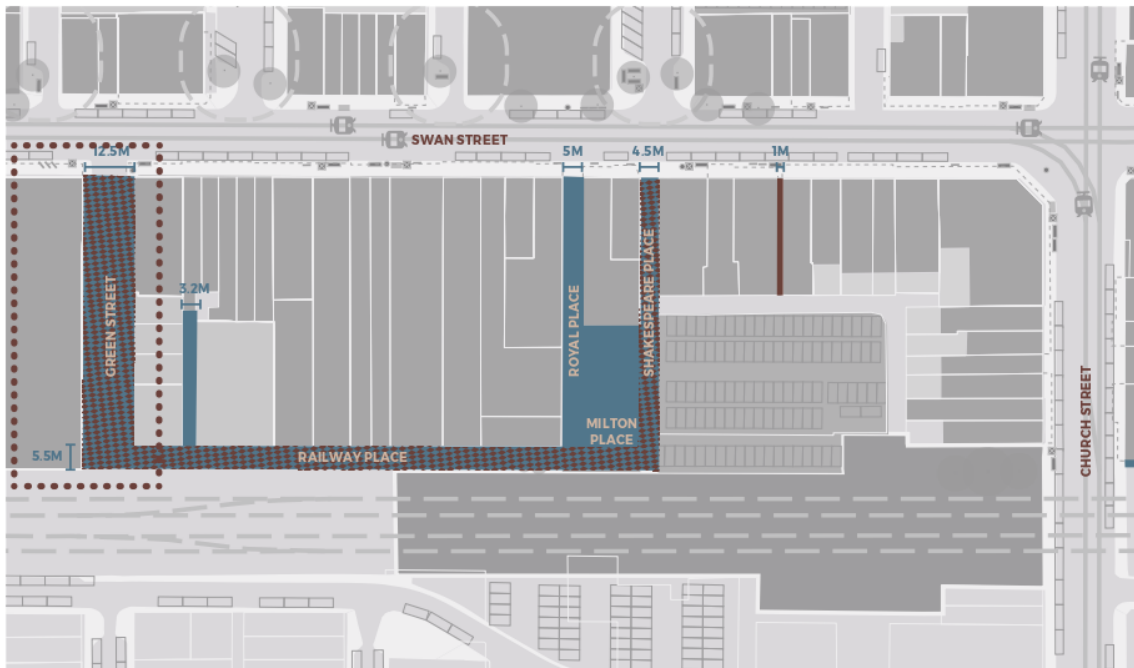 SWAN STREET
12.5M
5M
4.5M
1M
3.2M
GREEN STREET
ROYAL PLACE
SHAKESPEARE PLACE
MILTON
PLACE
5.5M
RAILWAY PLACE
CHURCH STREET